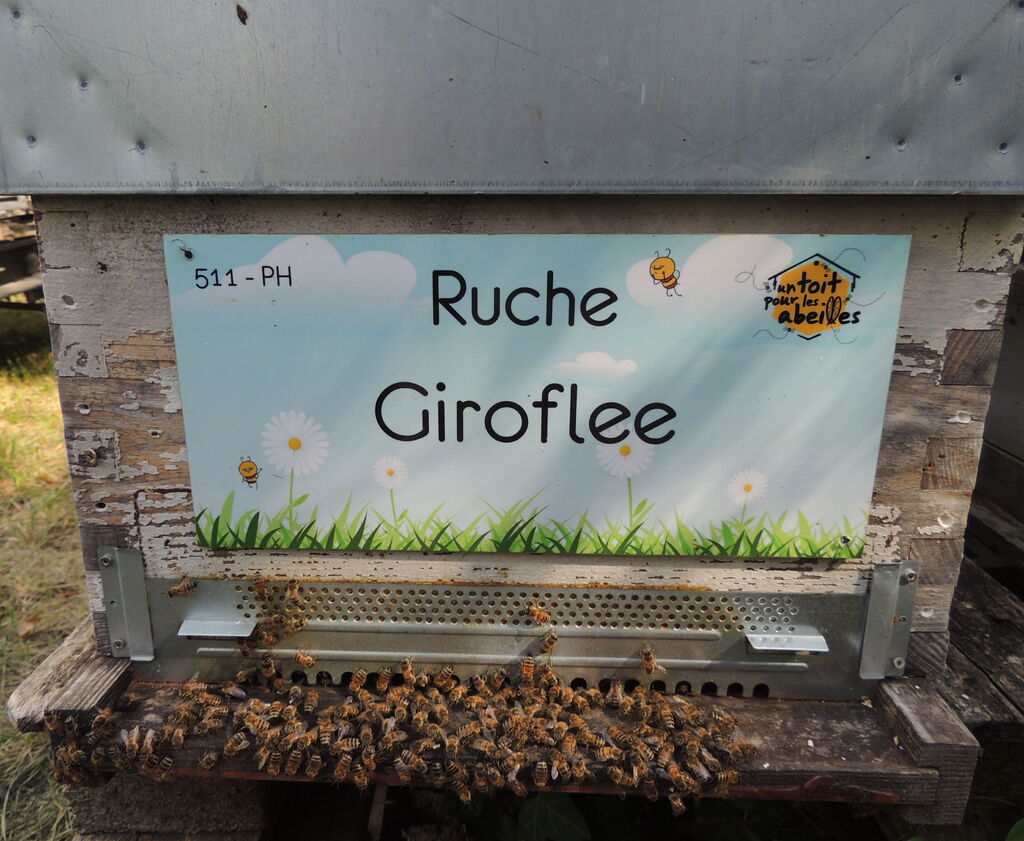 511 - PH
Ruche
Giroflee
un toit
pour les
abeilles